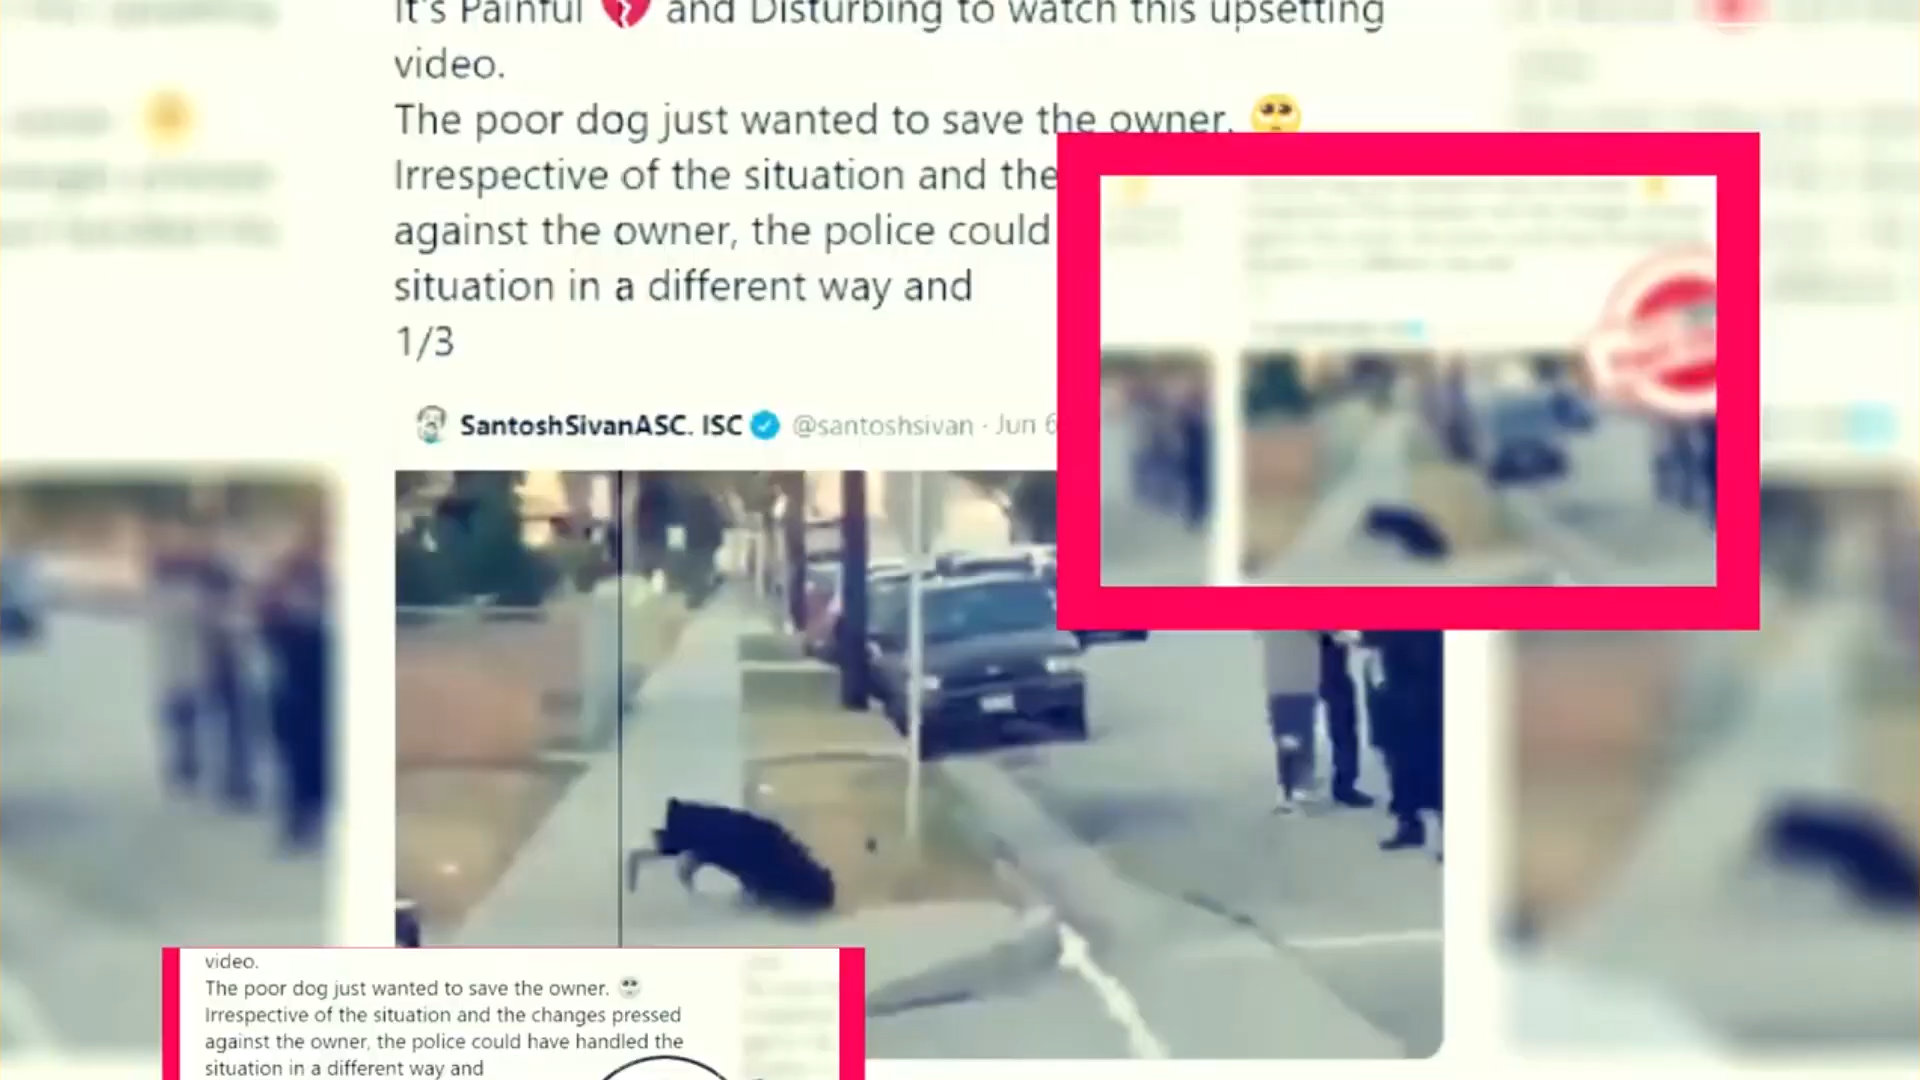 It's Painful 💔 and Disturbing to watch this upsetting
video.
The poor dog just wanted to save the owner. 🥺
Irrespective of the situation and the
against the owner, the police could
situation in a different way and
1/3
SantoshSivanASC. ISC @santoshsivan · Jun 6
video.
The poor dog just wanted to save the owner. 🥺
Irrespective of the situation and the changes pressed
against the owner, the police could have handled the
situation in a different way and